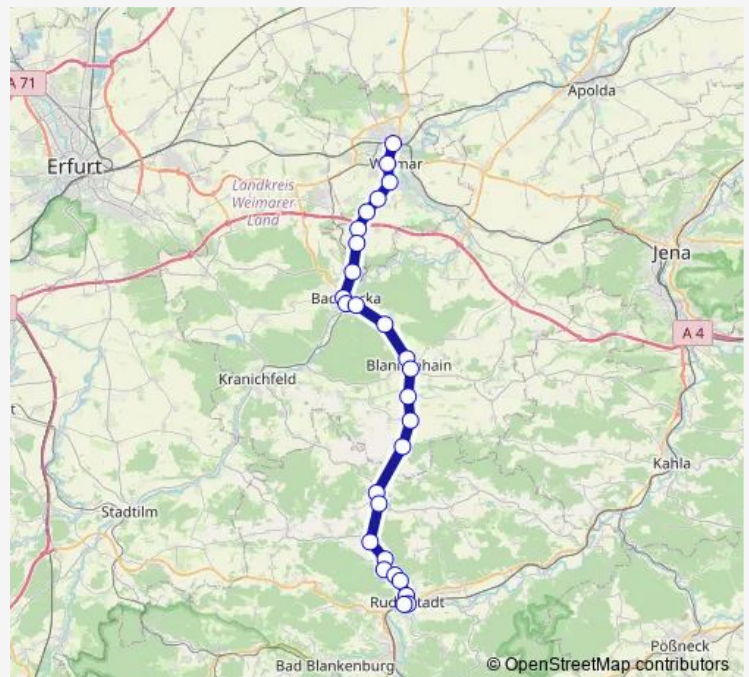 A 71
Apolda
Erfurt
Landkreis
Weimarer
Land
Jena
A 4
Kranichfeld
Kahla
Stadtilm
Pößneck
Bad Blankenburg
© OpenStreetMap contributors